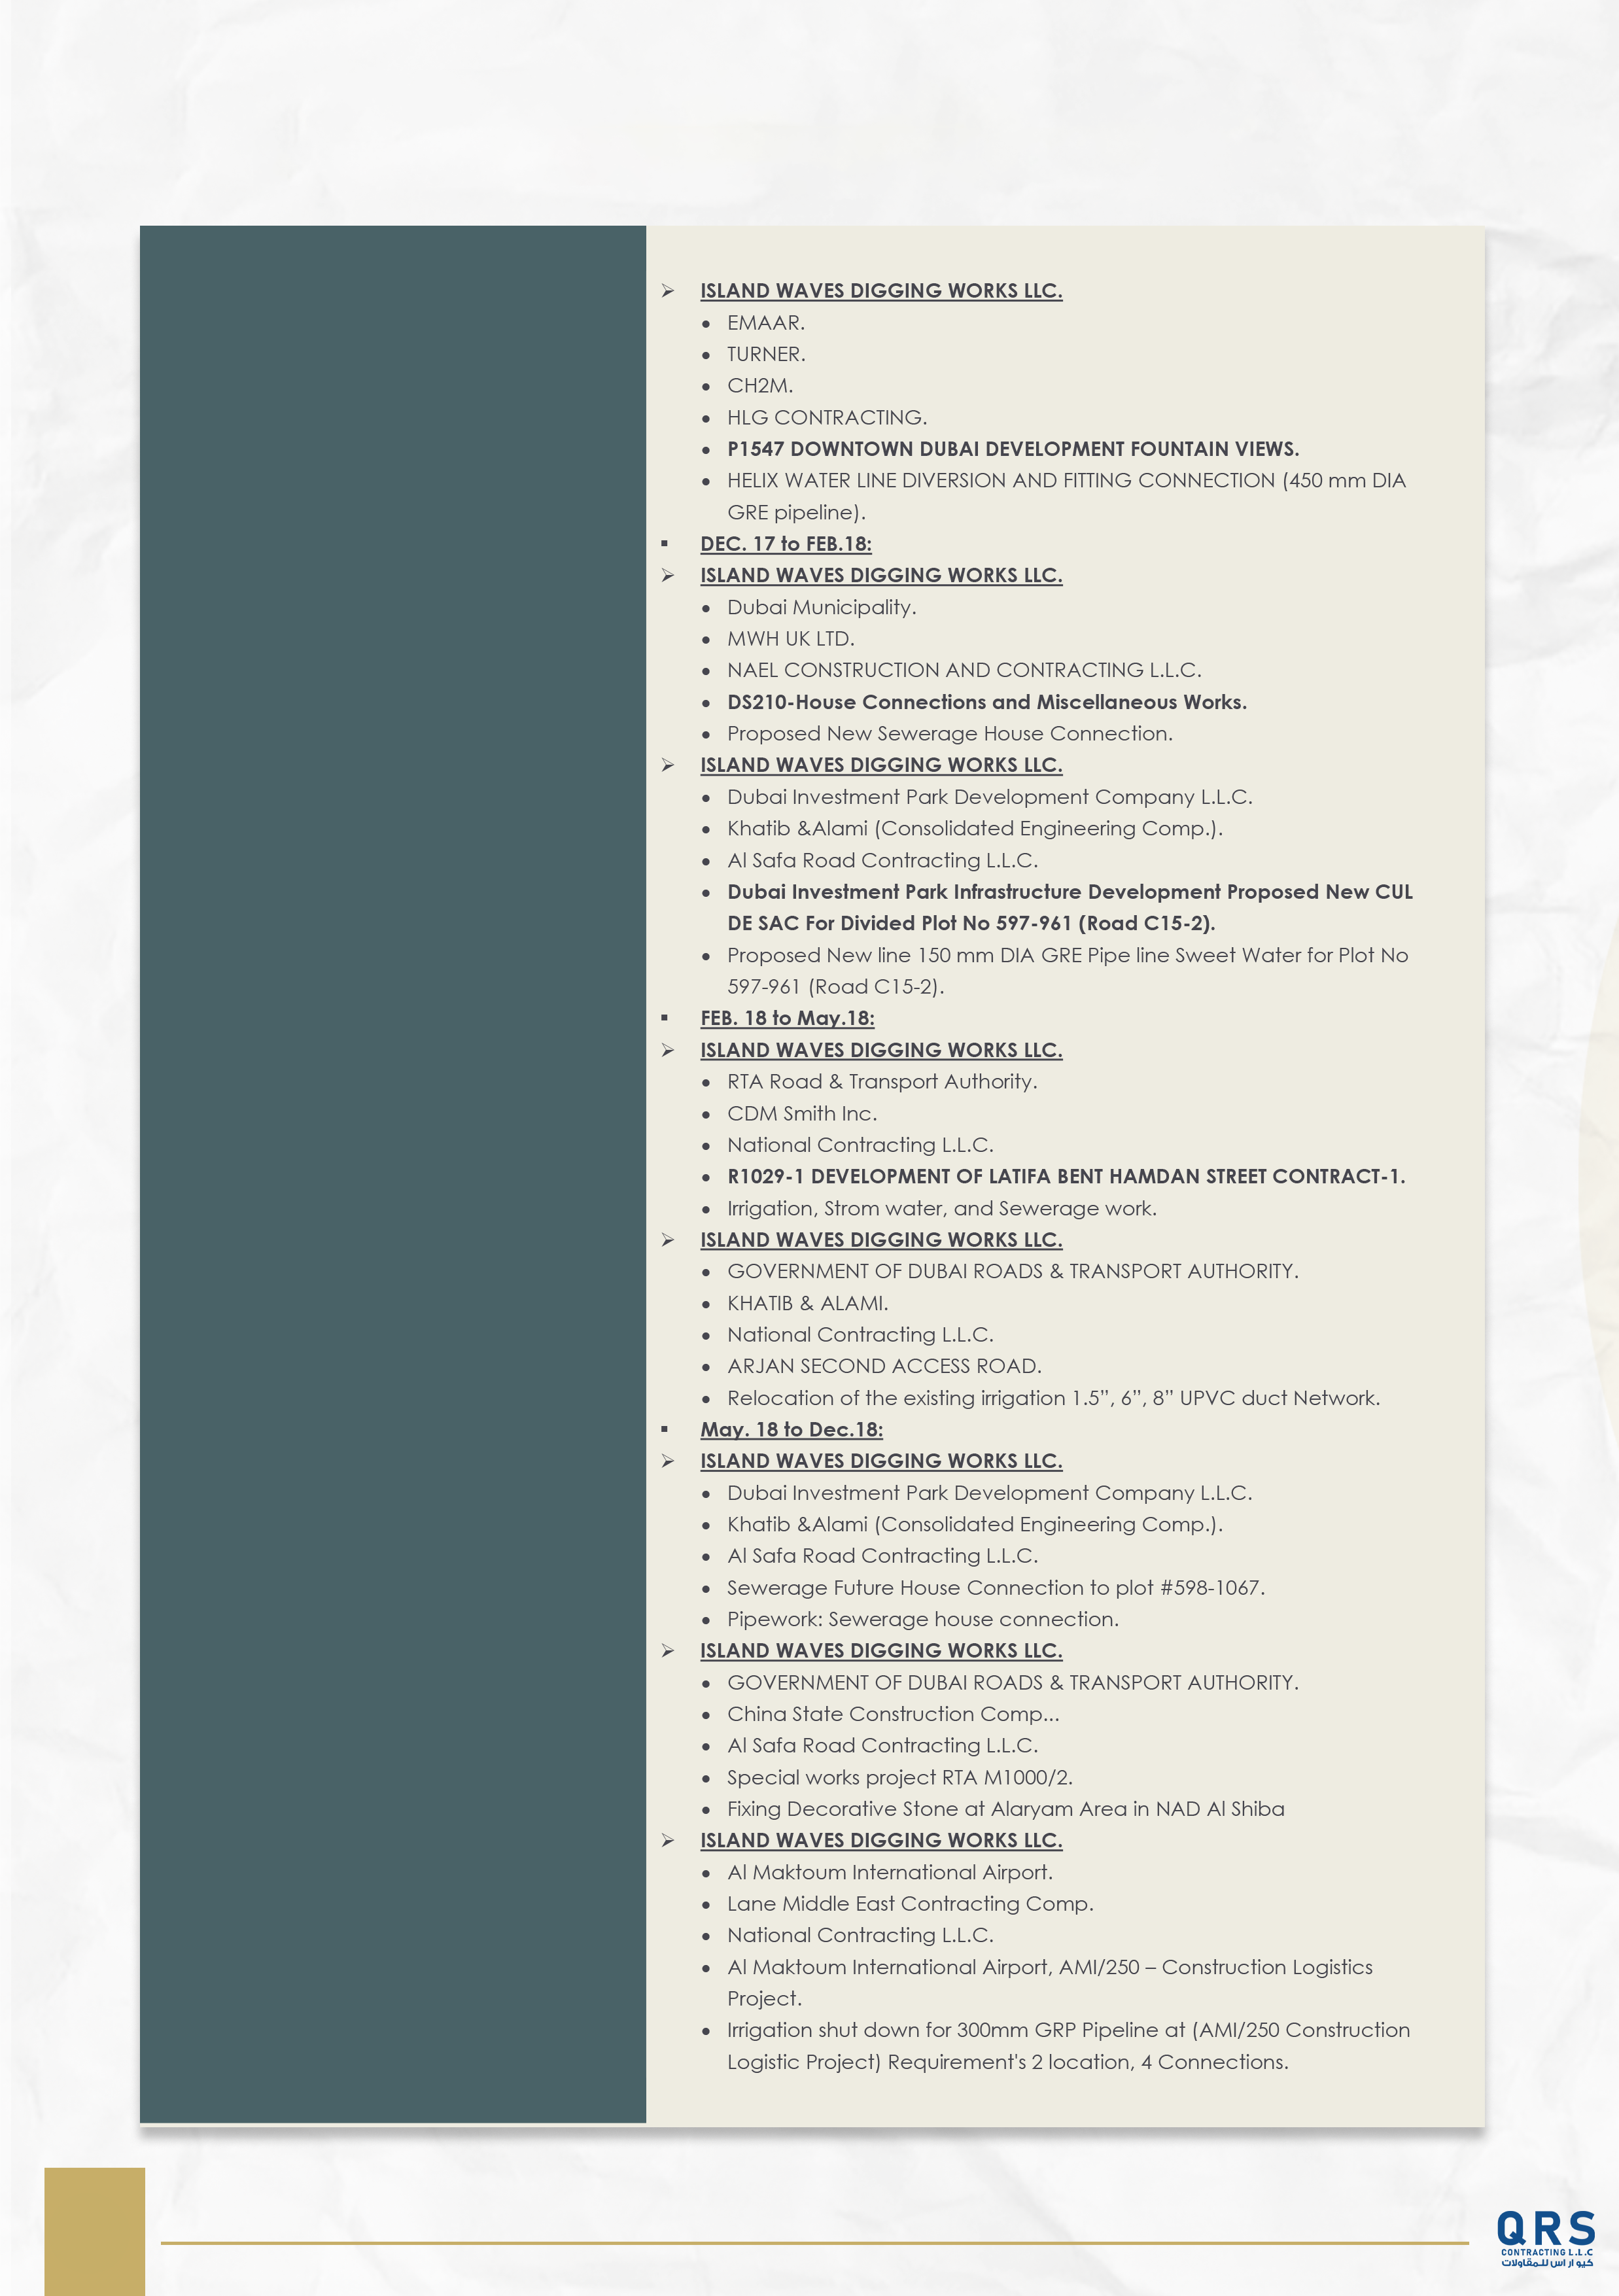 ➢ ISLAND WAVES DIGGING WORKS LLC.
• EMAAR.
• TURNER.
• CH2M.
• HLG CONTRACTING.
• P1547 DOWNTOWN DUBAI DEVELOPMENT FOUNTAIN VIEWS.
• HELIX WATER LINE DIVERSION AND FITTING CONNECTION (450 mm DIA
GRE pipeline).
▪ DEC. 17 to FEB.18:
➢ ISLAND WAVES DIGGING WORKS LLC.
• Dubai Municipality.
• MWH UK LTD.
• NAEL CONSTRUCTION AND CONTRACTING L.L.C.
• DS210-House Connections and Miscellaneous Works.
• Proposed New Sewerage House Connection.
➢ ISLAND WAVES DIGGING WORKS LLC.
• Dubai Investment Park Development Company L.L.C.
• Khatib &Alami (Consolidated Engineering Comp.).
• Al Safa Road Contracting L.L.C.
• Dubai Investment Park Infrastructure Development Proposed New CUL
DE SAC For Divided Plot No 597-961 (Road C15-2).
• Proposed New line 150 mm DIA GRE Pipe line Sweet Water for Plot No
597-961 (Road C15-2).
▪ FEB. 18 to May.18:
➢ ISLAND WAVES DIGGING WORKS LLC.
• RTA Road & Transport Authority.
• CDM Smith Inc.
• National Contracting L.L.C.
• R1029-1 DEVELOPMENT OF LATIFA BENT HAMDAN STREET CONTRACT-1.
• Irrigation, Strom water, and Sewerage work.
➢ ISLAND WAVES DIGGING WORKS LLC.
• GOVERNMENT OF DUBAI ROADS & TRANSPORT AUTHORITY.
• KHATIB & ALAMI.
• National Contracting L.L.C.
• ARJAN SECOND ACCESS ROAD.
• Relocation of the existing irrigation 1.5”, 6”, 8” UPVC duct Network.
▪ May. 18 to Dec.18:
➢ ISLAND WAVES DIGGING WORKS LLC.
• Dubai Investment Park Development Company L.L.C.
• Khatib &Alami (Consolidated Engineering Comp.).
• Al Safa Road Contracting L.L.C.
• Sewerage Future House Connection to plot #598-1067.
• Pipework: Sewerage house connection.
➢ ISLAND WAVES DIGGING WORKS LLC.
• GOVERNMENT OF DUBAI ROADS & TRANSPORT AUTHORITY.
• China State Construction Comp...
• Al Safa Road Contracting L.L.C.
• Special works project RTA M1000/2.
• Fixing Decorative Stone at Alaryam Area in NAD Al Shiba
➢ ISLAND WAVES DIGGING WORKS LLC.
• Al Maktoum International Airport.
• Lane Middle East Contracting Comp.
• National Contracting L.L.C.
• Al Maktoum International Airport, AMI/250 – Construction Logistics
Project.
• Irrigation shut down for 300mm GRP Pipeline at (AMI/250 Construction
Logistic Project) Requirement's 2 location, 4 Connections.
QRS
CONTRACTING L.L.C
كيو ار اس للمقاولات